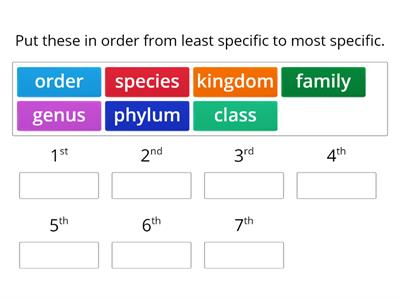 Put these in order from least specific to most specific.
order species kingdom family
genus phylum class
1st 2nd 3rd 4th
5th 6th 7th